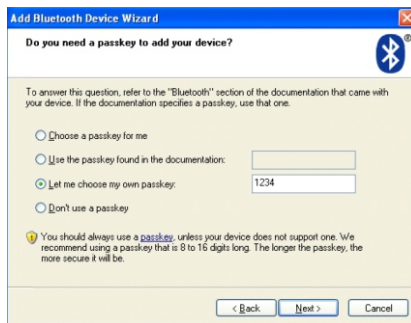 Add Bluetooth Device Wizard
Do you need a passkey to add your device?
®
To answer this question, refer to the "Bluetooth" section of the documentation that came with
your device. If the documentation specifies a passkey, use that one.
Choose a passkey for me
Use the passkey found in the documentation:
Let me choose my own passkey:
1234
Don't use a passkey
You should always use a passkey, unless your device does not support one. We
recommend using a passkey that is 8 to 16 digits long. The longer the passkey, the
more secure it will be.
< Back
Next >
Cancel